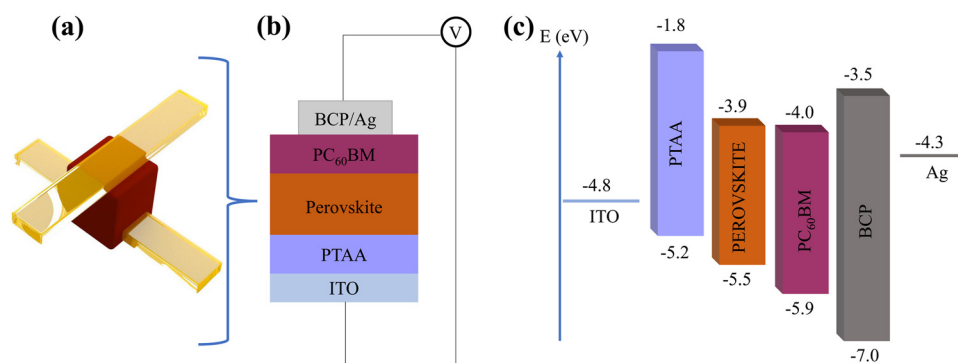 (a)
(b)
V
BCP/Ag
PC₆₀BM
Perovskite
PTAA
ITO
(c)
E (eV)
-4.8
ITO
-1.8
PTAA
-5.2
-3.9
PEROVSKITE
-5.5
-4.0
PC₆₀BM
-5.9
-3.5
BCP
-7.0
-4.3
Ag